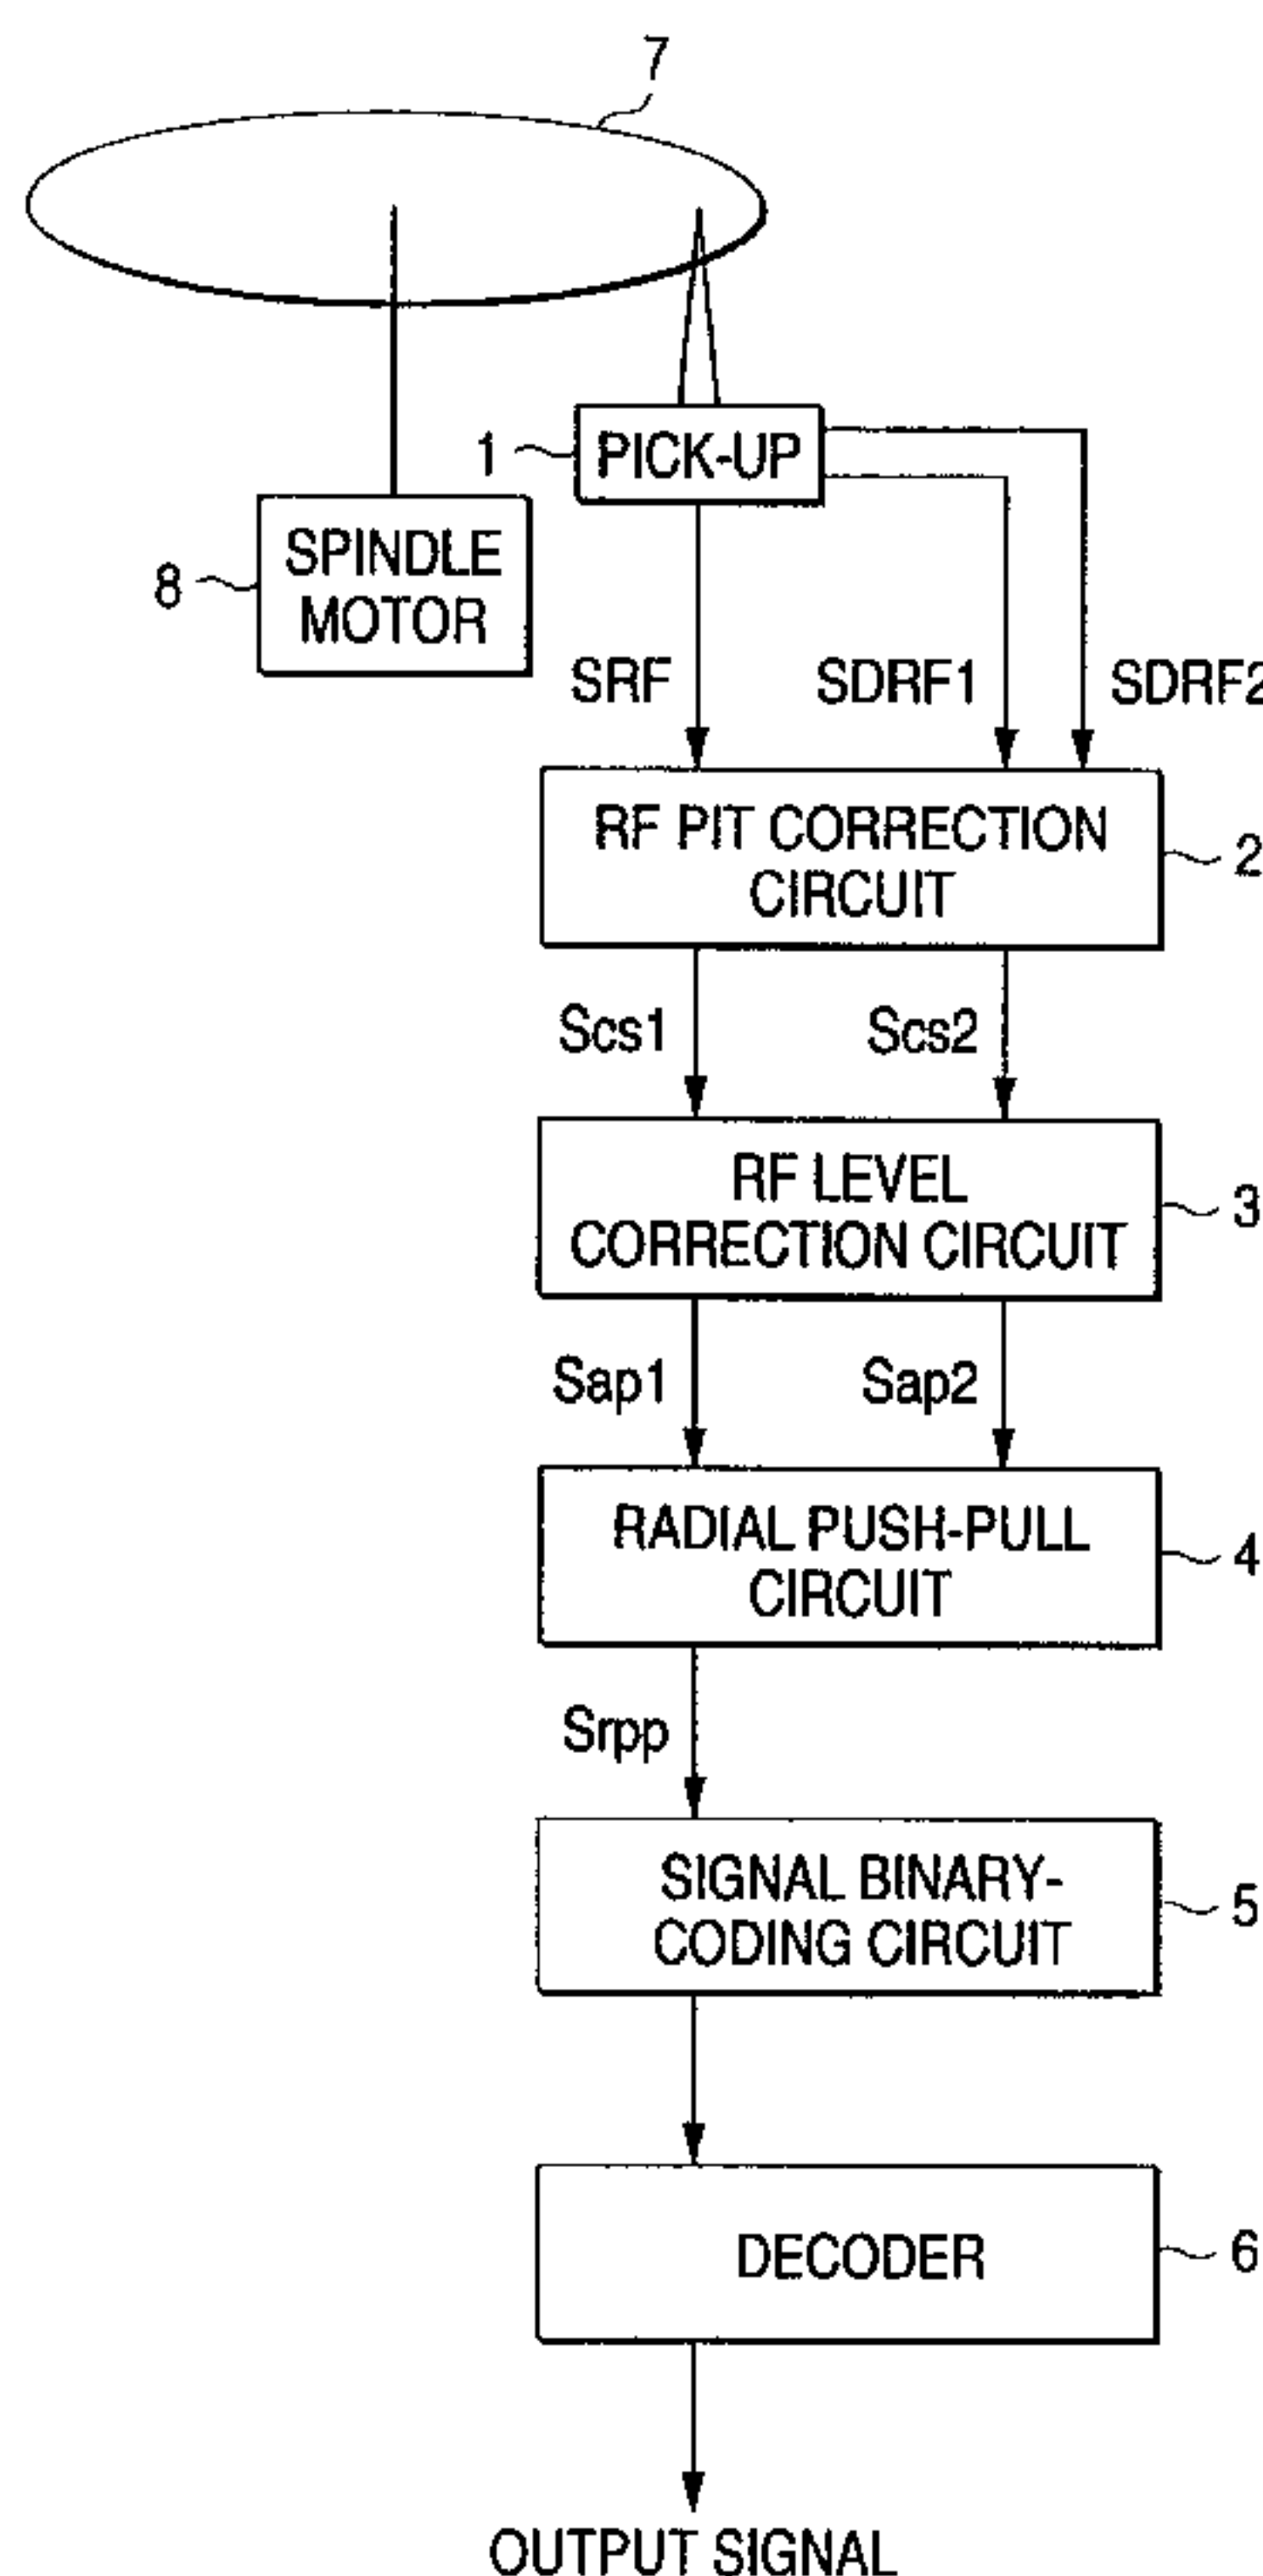 7
1
PICK-UP
8
SPINDLE
MOTOR
SRF
SDRF1
SDRF2
RF PIT CORRECTION
CIRCUIT
2
Scs1
Scs2
RF LEVEL
CORRECTION CIRCUIT
3
Sap1
Sap2
RADIAL PUSH-PULL
CIRCUIT
4
Srpp
SIGNAL BINARY-
CODING CIRCUIT
5
DECODER
6
OUTPUT SIGNAL